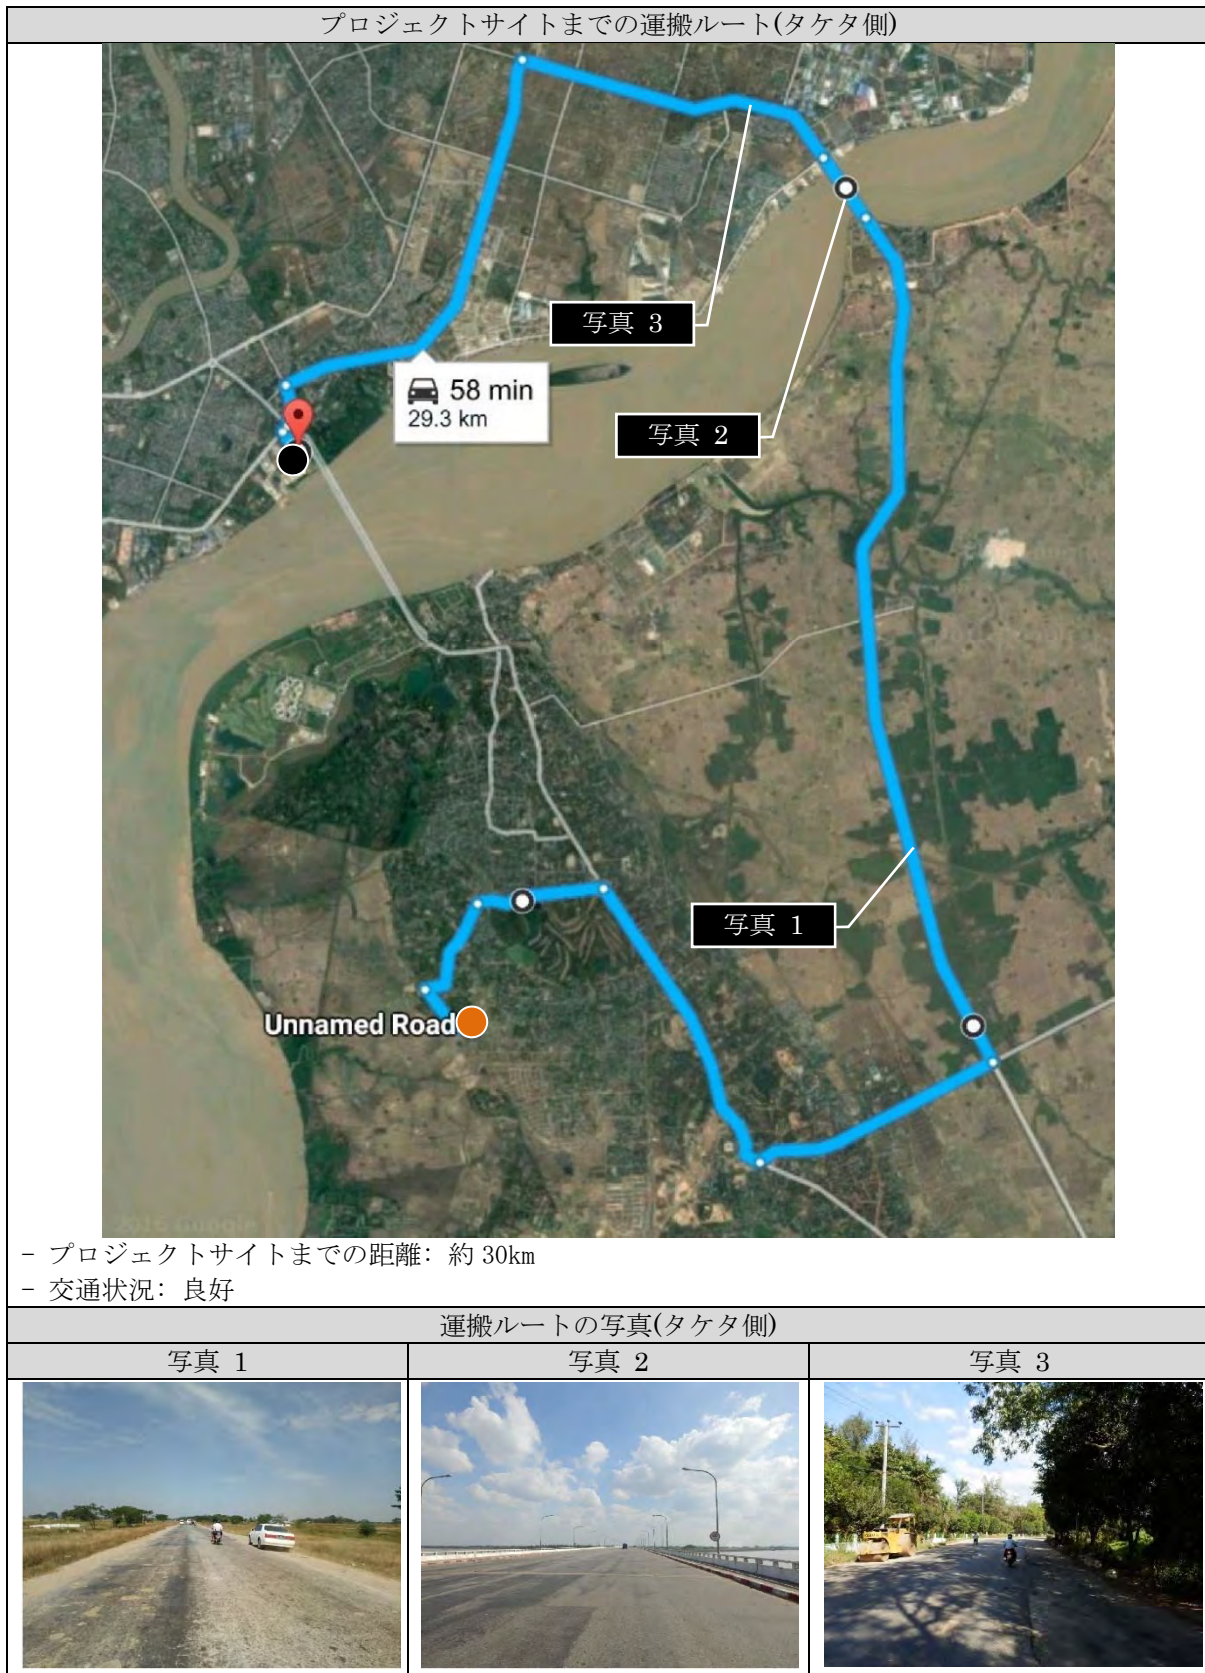 プロジェクトサイトまでの運搬ルート(タケタ側)
写真 3
58 min
29.3 km
写真 2
写真 1
Unnamed Road
2016 Google
- プロジェクトサイトまでの距離: 約 30km
- 交通状況: 良好
運搬ルートの写真(タケタ側)
写真 1
写真 2
写真 3